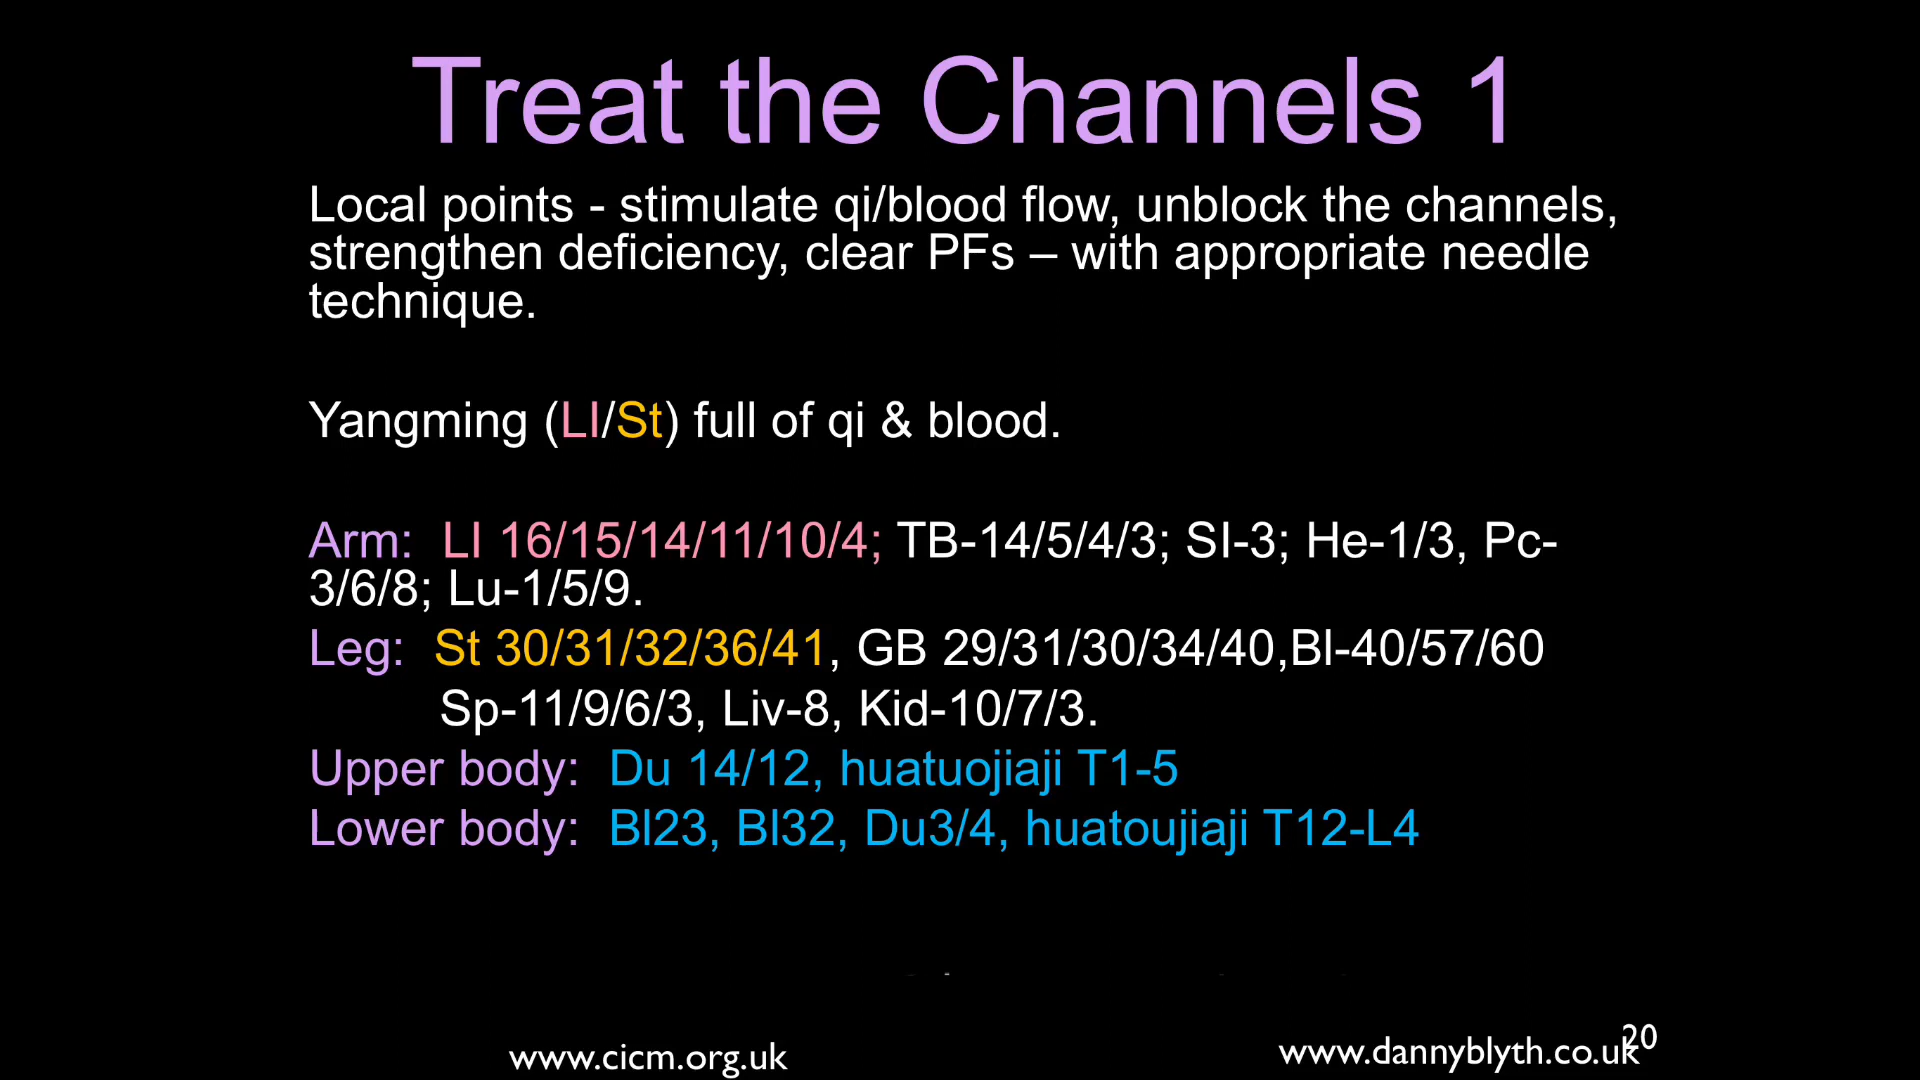 Treat the Channels 1
Local points - stimulate qi/blood flow, unblock the channels,
strengthen deficiency, clear PFs – with appropriate needle
technique.
Yangming (LI/St) full of qi & blood.
Arm:  LI 16/15/14/11/10/4; TB-14/5/4/3; SI-3; He-1/3, Pc-
3/6/8; Lu-1/5/9.
Leg:  St 30/31/32/36/41, GB 29/31/30/34/40,Bl-40/57/60
Sp-11/9/6/3, Liv-8, Kid-10/7/3.
Upper body:  Du 14/12, huatuojiaji T1-5
Lower body:  Bl23, Bl32, Du3/4, huatoujiaji T12-L4
www.cicm.org.uk
www.dannyblyth.co.uk
20